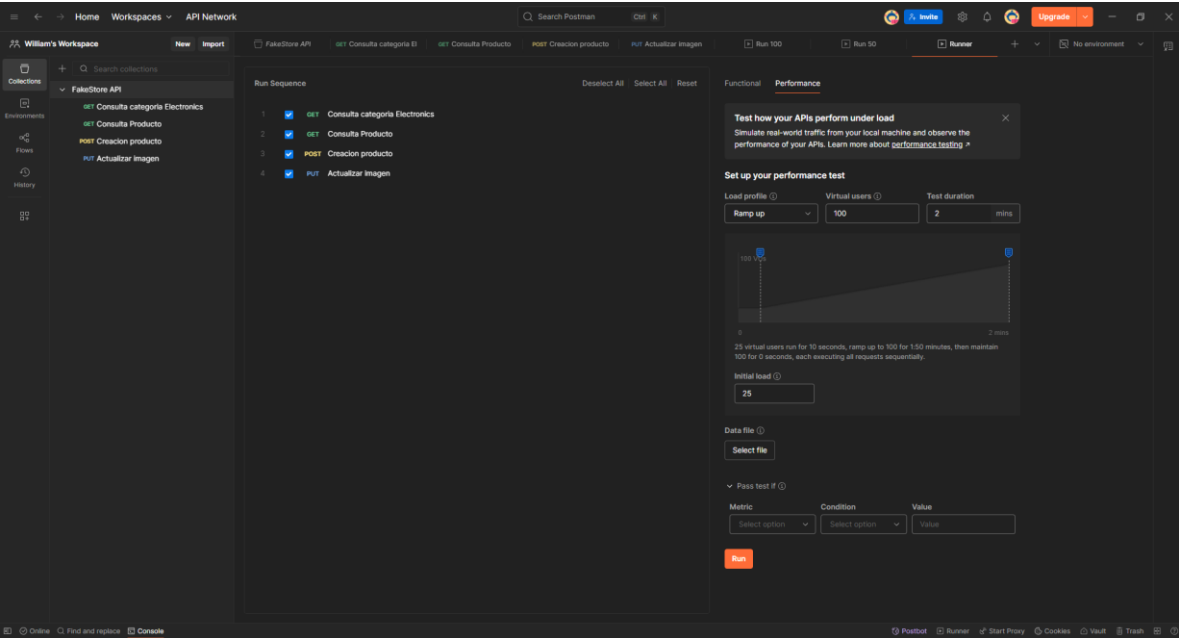 Home Workspaces API Network
Search Postman Ctrl K
Invite
Upgrade
William's Workspace New Import
FakeStore API GET Consulta categoria El GET Consulta Producto POST Creacion producto PUT Actualizar imagen Run 100 Run 50 Runner No environment
Collections
Search collections
FakeStore API
GET Consulta categoria Electronics
GET Consulta Producto
POST Creacion producto
PUT Actualizar imagen
Environments
Flows
History
Run Sequence Deselect All Select All Reset
1 GET Consulta categoria Electronics
2 GET Consulta Producto
3 POST Creacion producto
4 PUT Actualizar imagen
Functional Performance
Test how your APIs perform under load
Simulate real-world traffic from your local machine and observe the
performance of your APIs. Learn more about performance testing
Set up your performance test
Load profile Virtual users Test duration
Ramp up 100 2 mins
100 VUs
0 2 mins
25 virtual users run for 10 seconds, ramp up to 100 for 1:50 minutes, then maintain
100 for 0 seconds, each executing all requests sequentially.
Initial load
25
Data file
Select file
Pass test if
Metric Condition Value
Select option Select option Value
Run
Online Find and replace Console Postbot Runner Start Proxy Cookies Vault Trash